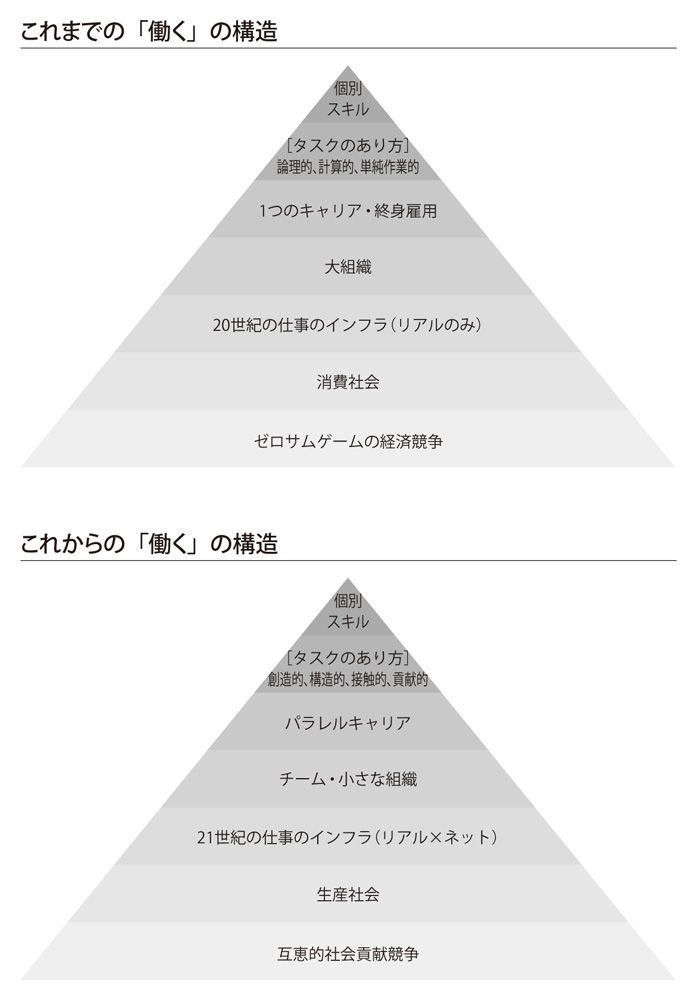 これまでの「働く」の構造
個別
スキル
[タスクのあり方]
論理的、計算的、単純作業的
1つのキャリア・終身雇用
大組織
20世紀の仕事のインフラ（リアルのみ）
消費社会
ゼロサムゲームの経済競争
これからの「働く」の構造
個別
スキル
[タスクのあり方]
創造的、構造的、接触的、貢献的
パラレルキャリア
チーム・小さな組織
21世紀の仕事のインフラ（リアル×ネット）
生産社会
互恵的社会貢献競争